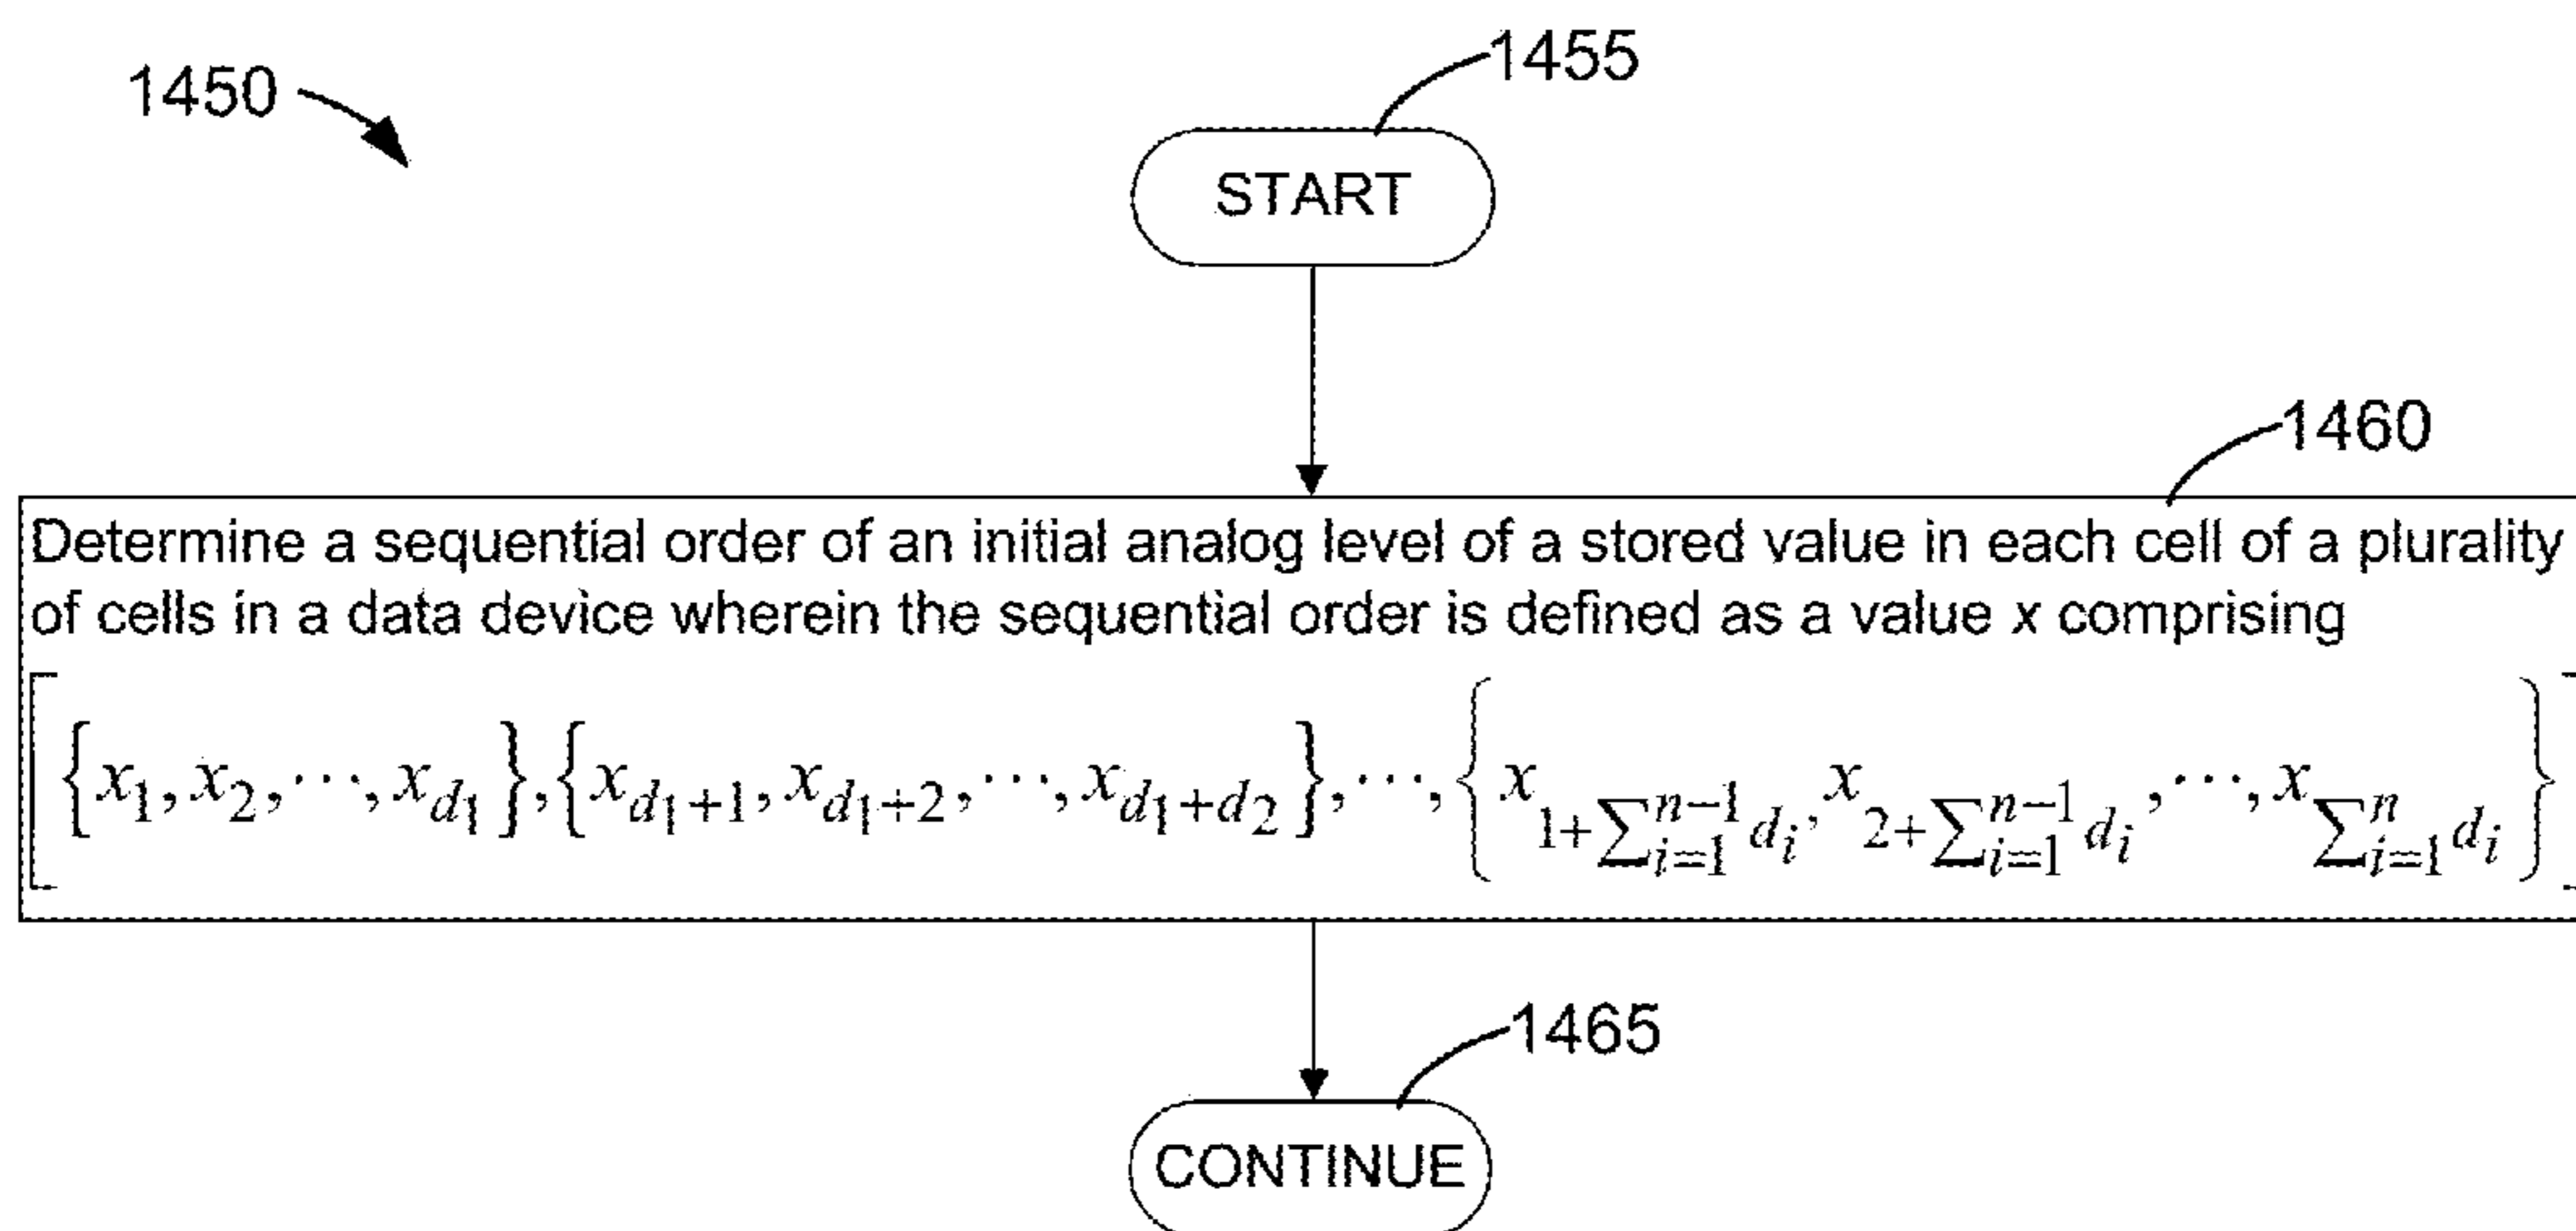 1450
1455
START
1460
Determine a sequential order of an initial analog level of a stored value in each cell of a plurality
of cells in a data device wherein the sequential order is defined as a value x comprising
[{x_1, x_2, ⋯, x_{d_1}}, {x_{d_1+1}, x_{d_1+2}, ⋯, x_{d_1+d_2}}, ⋯, {x_{1+∑_{i=1}^{n-1} d_i}, x_{2+∑_{i=1}^{n-1} d_i}, ⋯, x_{∑_{i=1}^{n} d_i}}]
1465
CONTINUE